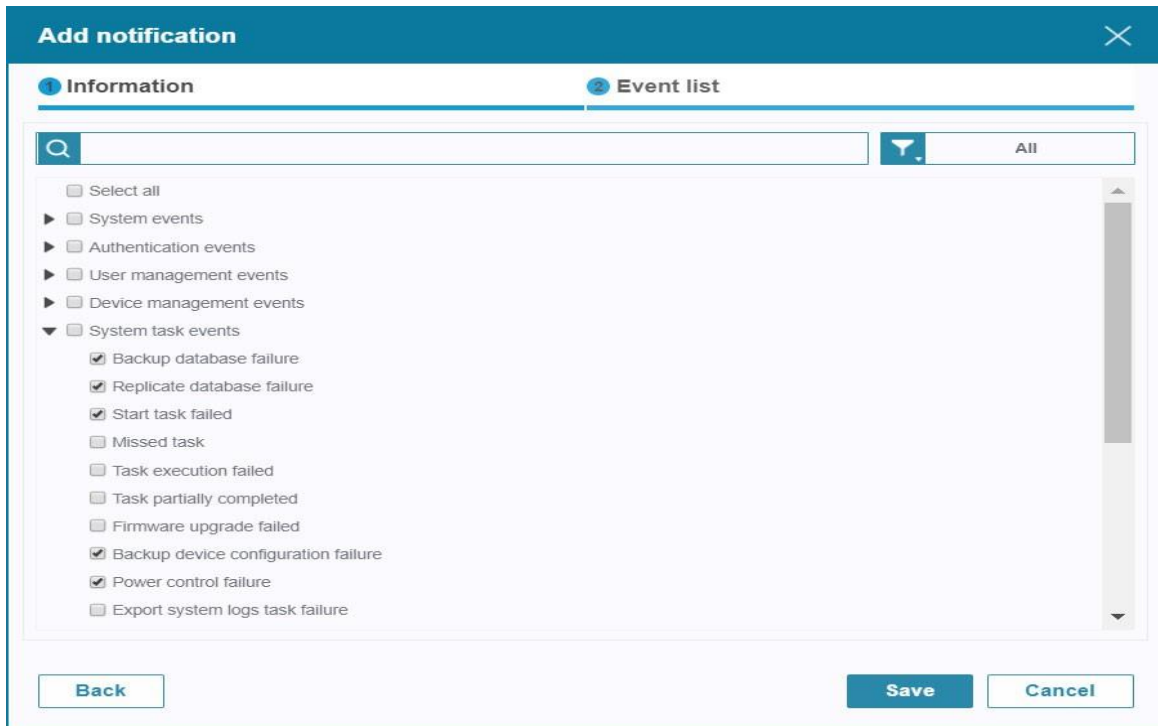 Add notification
1 Information
2 Event list
All
Select all
System events
Authentication events
User management events
Device management events
System task events
Backup database failure
Replicate database failure
Start task failed
Missed task
Task execution failed
Task partially completed
Firmware upgrade failed
Backup device configuration failure
Power control failure
Export system logs task failure
Back
Save
Cancel